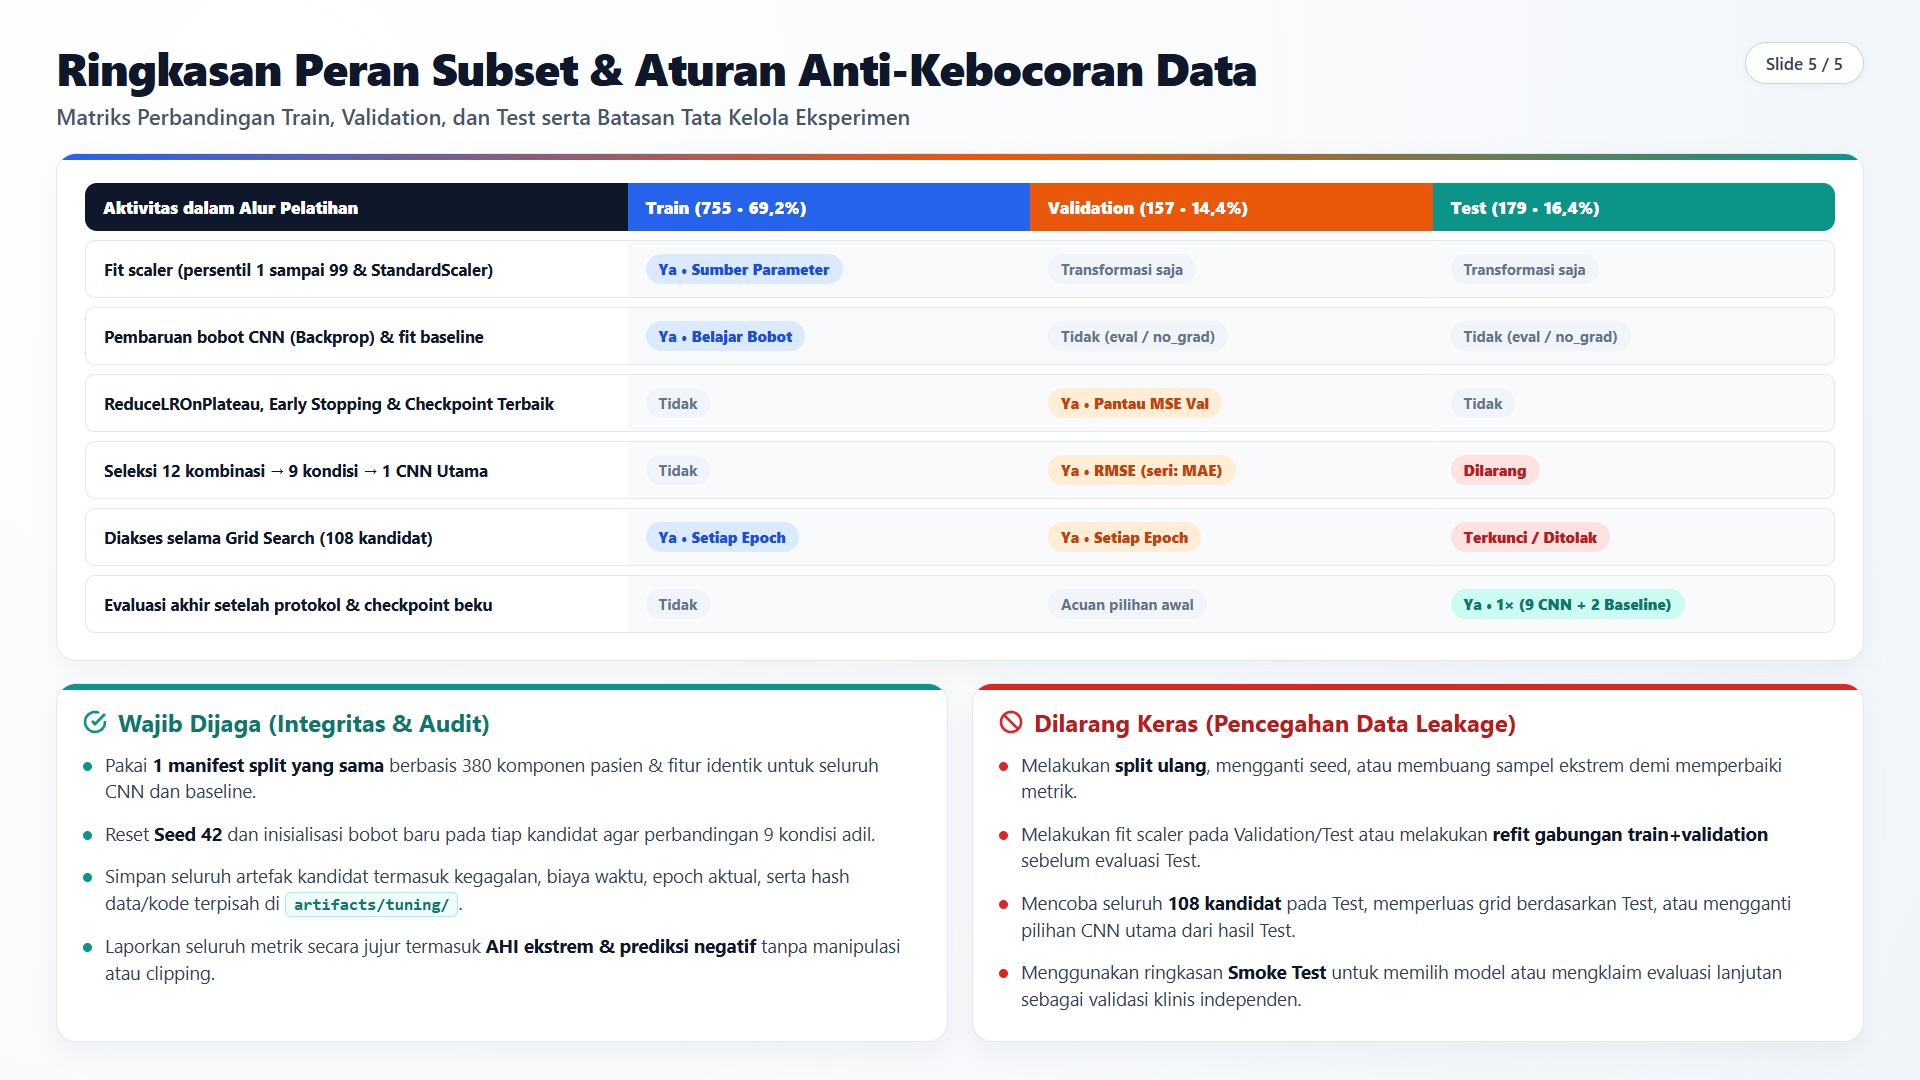 Ringkasan Peran Subset & Aturan Anti-Kebocoran Data
Slide 5 / 5
Matriks Perbandingan Train, Validation, dan Test serta Batasan Tata Kelola Eksperimen
Aktivitas dalam Alur Pelatihan
Train (755 • 69,2%)
Validation (157 • 14,4%)
Test (179 • 16,4%)
Fit scaler (persentil 1 sampai 99 & StandardScaler)
Ya • Sumber Parameter
Transformasi saja
Transformasi saja
Pembaruan bobot CNN (Backprop) & fit baseline
Ya • Belajar Bobot
Tidak (eval / no_grad)
Tidak (eval / no_grad)
ReduceLROnPlateau, Early Stopping & Checkpoint Terbaik
Tidak
Ya • Pantau MSE Val
Tidak
Seleksi 12 kombinasi → 9 kondisi → 1 CNN Utama
Tidak
Ya • RMSE (seri: MAE)
Dilarang
Diakses selama Grid Search (108 kandidat)
Ya • Setiap Epoch
Ya • Setiap Epoch
Terkunci / Ditolak
Evaluasi akhir setelah protokol & checkpoint beku
Tidak
Acuan pilihan awal
Ya • 1× (9 CNN + 2 Baseline)
Wajib Dijaga (Integritas & Audit)
• Pakai 1 manifest split yang sama berbasis 380 komponen pasien & fitur identik untuk seluruh
CNN dan baseline.
• Reset Seed 42 dan inisialisasi bobot baru pada tiap kandidat agar perbandingan 9 kondisi adil.
• Simpan seluruh artefak kandidat termasuk kegagalan, biaya waktu, epoch aktual, serta hash
data/kode terpisah di artifacts/tuning/.
• Laporkan seluruh metrik secara jujur termasuk AHI ekstrem & prediksi negatif tanpa manipulasi
atau clipping.
Dilarang Keras (Pencegahan Data Leakage)
• Melakukan split ulang, mengganti seed, atau membuang sampel ekstrem demi memperbaiki
metrik.
• Melakukan fit scaler pada Validation/Test atau melakukan refit gabungan train+validation
sebelum evaluasi Test.
• Mencoba seluruh 108 kandidat pada Test, memperluas grid berdasarkan Test, atau mengganti
pilihan CNN utama dari hasil Test.
• Menggunakan ringkasan Smoke Test untuk memilih model atau mengklaim evaluasi lanjutan
sebagai validasi klinis independen.